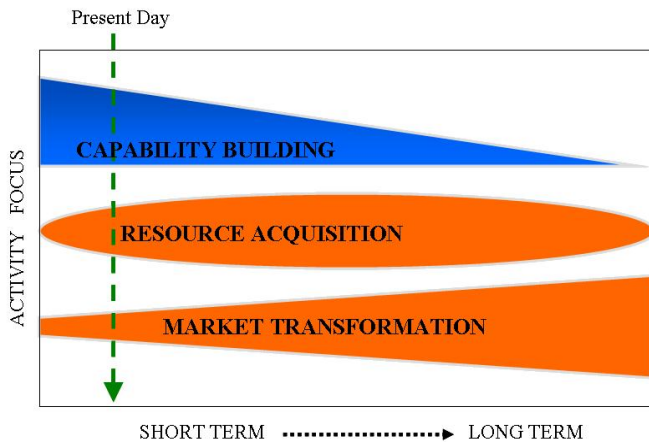 Present Day
ACTIVITY FOCUS
CAPABILITY BUILDING
RESOURCE ACQUISITION
MARKET TRANSFORMATION
SHORT TERM LONG TERM